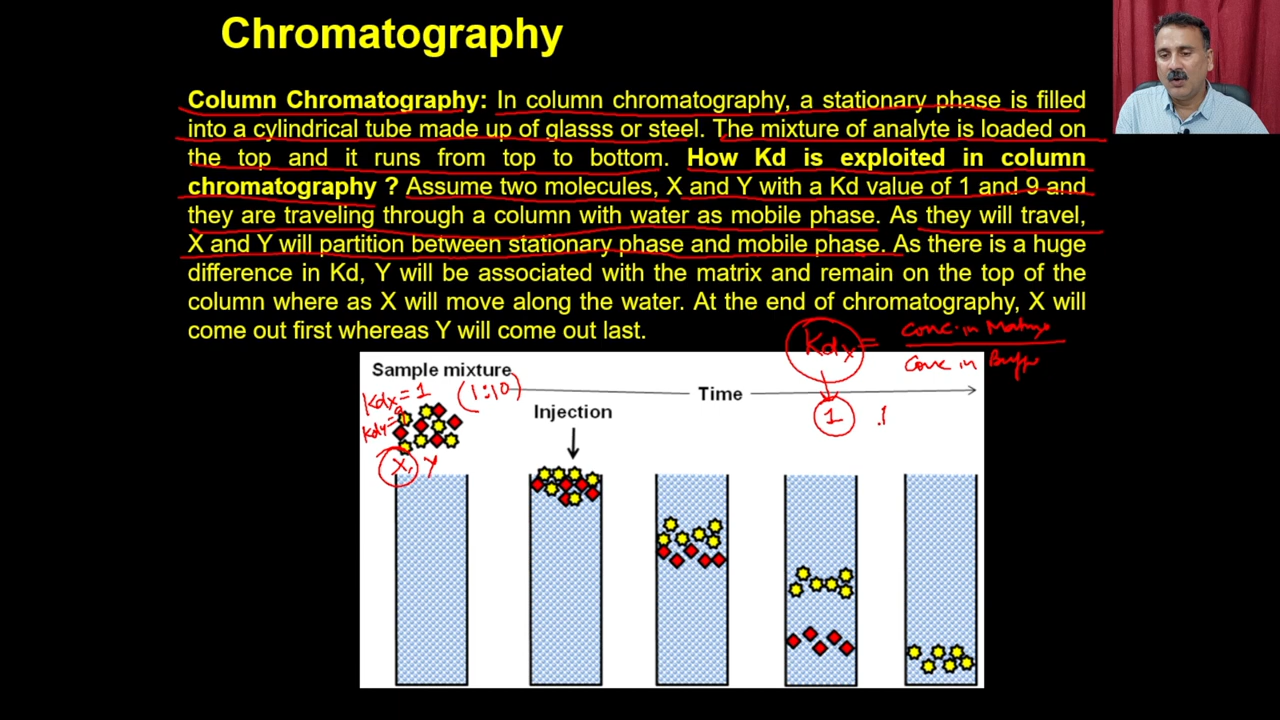 Chromatography
Column Chromatography: In column chromatography, a stationary phase is filled
into a cylindrical tube made up of glasss or steel. The mixture of analyte is loaded on
the top and it runs from top to bottom. How Kd is exploited in column
chromatography ? Assume two molecules, X and Y with a Kd value of 1 and 9 and
they are traveling through a column with water as mobile phase. As they will travel,
X and Y will partition between stationary phase and mobile phase. As there is a huge
difference in Kd, Y will be associated with the matrix and remain on the top of the
column where as X will move along the water. At the end of chromatography, X will
come out first whereas Y will come out last.
Kdx = conc. in Matrix
conc in Buffer
Sample mixture
Kdx = 1 (1:10)
Kdy = 9
X, Y
Time
Injection
1